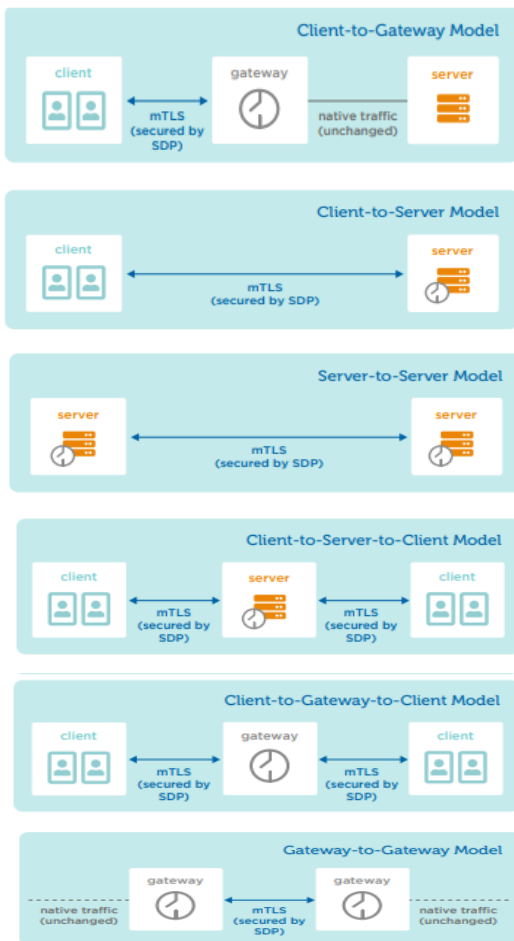 Client-to-Gateway Model
client
gateway
server
mTLS
(secured by
SDP)
native traffic
(unchanged)
Client-to-Server Model
client
server
mTLS
(secured by SDP)
Server-to-Server Model
server
server
mTLS
(secured by SDP)
Client-to-Server-to-Client Model
client
server
client
mTLS
(secured by
SDP)
mTLS
(secured by
SDP)
Client-to-Gateway-to-Client Model
client
gateway
client
mTLS
(secured by
SDP)
mTLS
(secured by
SDP)
Gateway-to-Gateway Model
gateway
gateway
native traffic
(unchanged)
mTLS
(secured by
SDP)
native traffic
(unchanged)